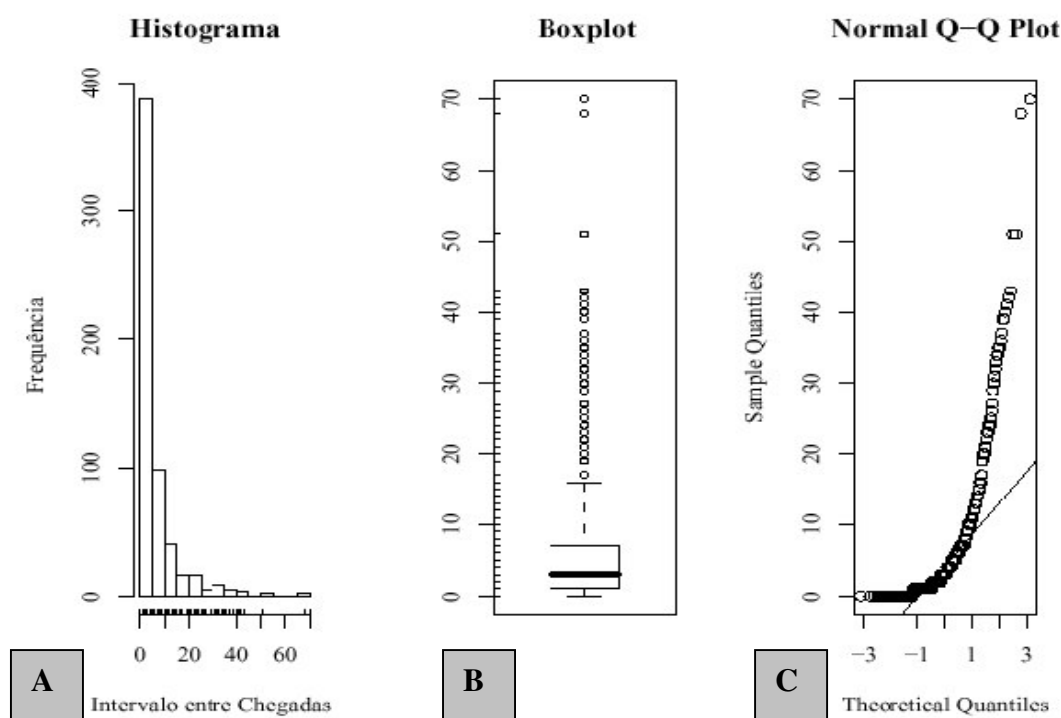 Histograma
Boxplot
Normal Q−Q Plot
Frequência
400
300
200
100
0
0 20 40 60
Intervalo entre Chegadas
A
70
60
50
40
30
20
10
0
B
Sample Quantiles
70
60
50
40
30
20
10
0
−3 −1 1 3
Theoretical Quantiles
C